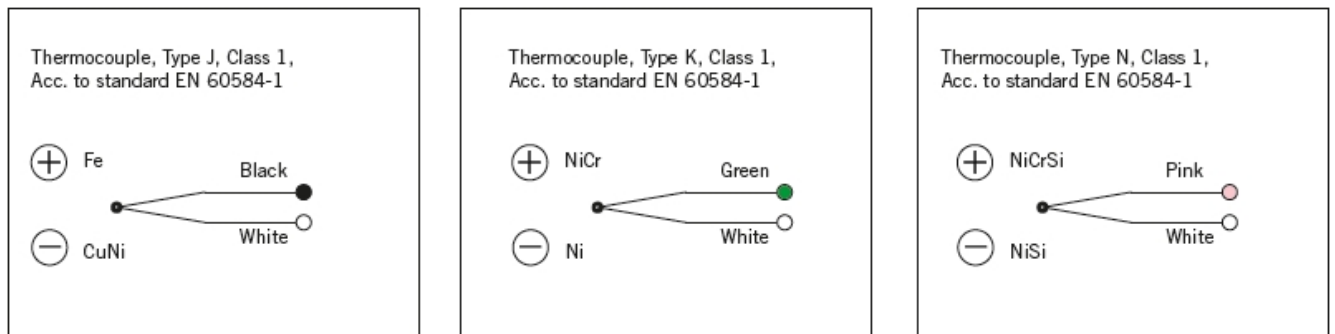 Thermocouple, Type J, Class 1,
Acc. to standard EN 60584-1
Fe
Black
White
CuNi
Thermocouple, Type K, Class 1,
Acc. to standard EN 60584-1
NiCr
Green
White
Ni
Thermocouple, Type N, Class 1,
Acc. to standard EN 60584-1
NiCrSi
Pink
White
NiSi